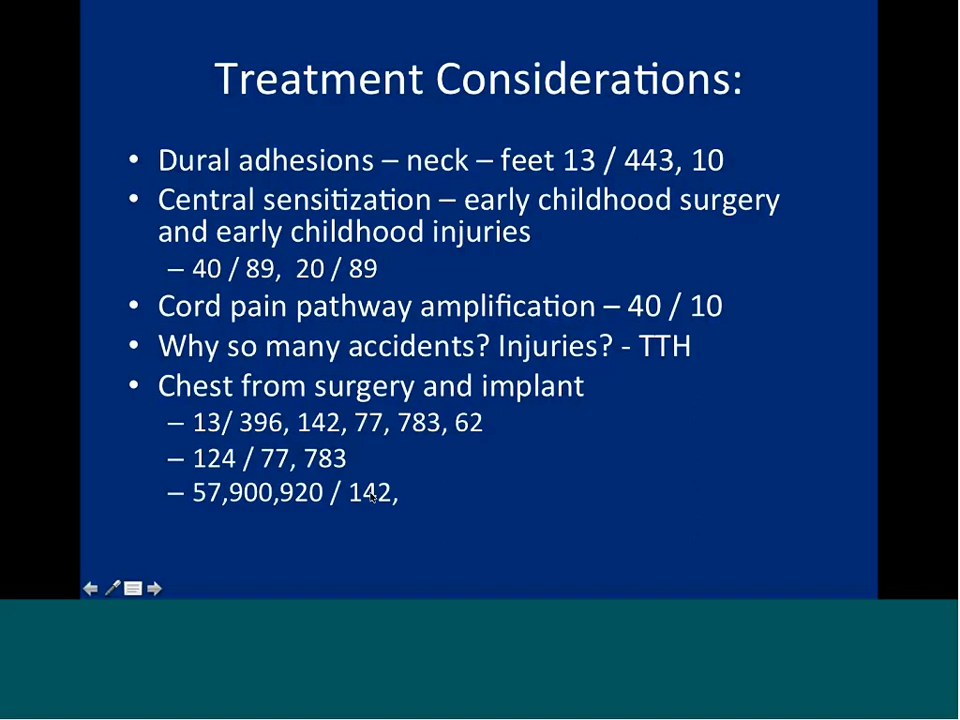 Treatment Considerations:
• Dural adhesions – neck – feet 13 / 443, 10
• Central sensitization – early childhood surgery
and early childhood injuries
– 40 / 89,  20 / 89
• Cord pain pathway amplification – 40 / 10
• Why so many accidents? Injuries? - TTH
• Chest from surgery and implant
– 13/ 396, 142, 77, 783, 62
– 124 / 77, 783
– 57,900,920 / 142,